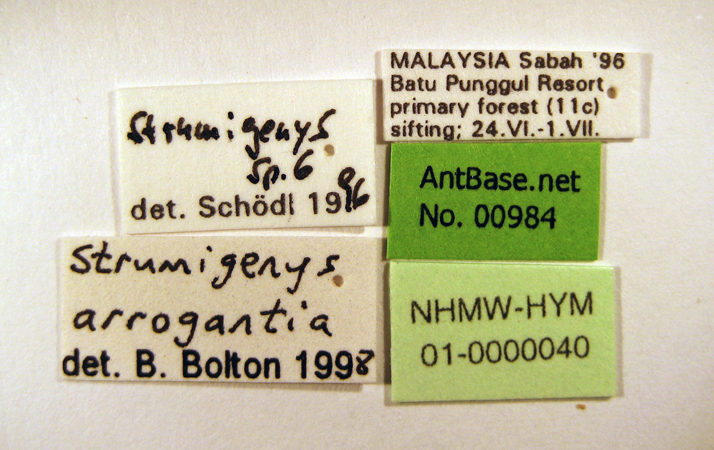 Strumigenys
sp. 6
det. Schödl 1996
Strumigenys
arrogantia
det. B. Bolton 1998
MALAYSIA Sabah '96
Batu Punggul Resort
primary forest (11c)
sifting; 24.VI.-1.VII.
AntBase.net
No. 00984
NHMW-HYM
01-0000040